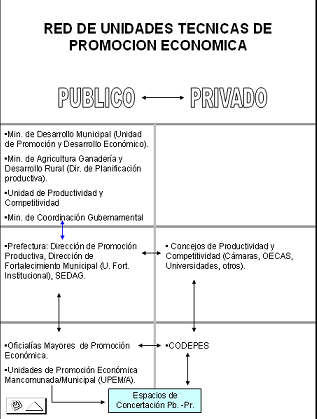 RED DE UNIDADES TECNICAS DE
PROMOCION ECONOMICA
PUBLICO
PRIVADO
•Min. de Desarrollo Municipal (Unidad
de Promoción y Desarrollo Económico).
•Min. de Agricultura Ganadería y
Desarrollo Rural (Dir. de Planificación
productiva).
•Unidad de Productividad y
Competitividad
•Min. de Coordinación Gubernamental
•Prefectura: Dirección de Promoción
Productiva, Dirección de
Fortalecimiento Municipal (U. Fort.
Institucional), SEDAG.
• Concejos de Productividad y
Competitividad (Cámaras, OECAS,
Universidades, otros).
•Oficialías Mayores de Promoción
Económica.
•Unidades de Promoción Económica
Mancomunada/Municipal (UPEM/A).
•CODEPES
Espacios de
Concertación Pb. -Pr.